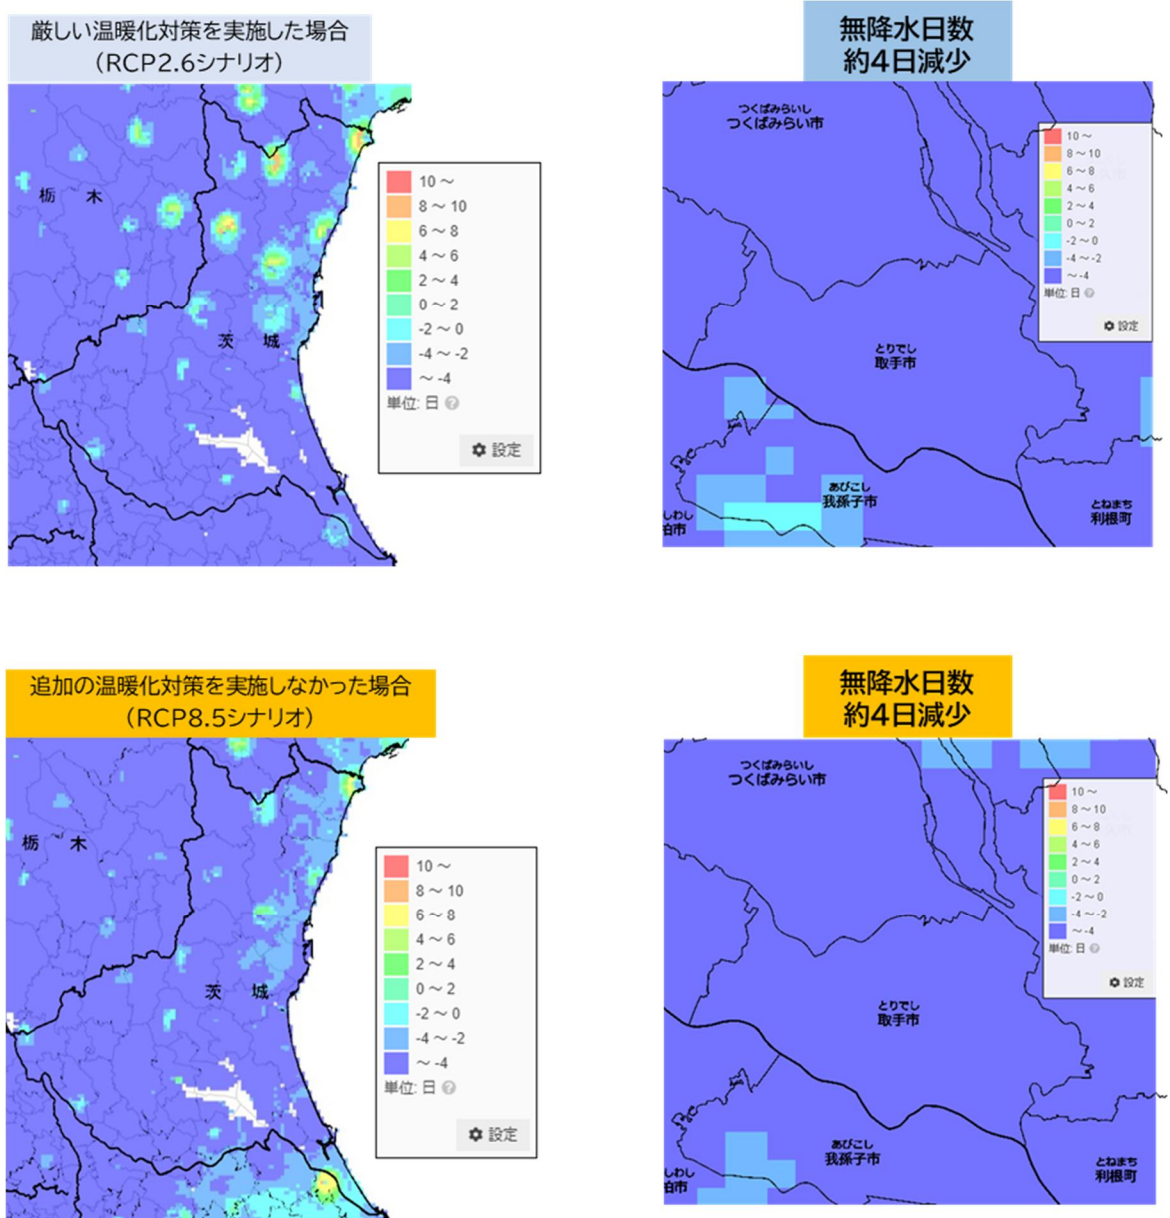 厳しい温暖化対策を実施した場合
（RCP2.6シナリオ）
無降水日数
約4日減少
栃 木
茨 城
10～
8～10
6～8
4～6
2～4
0～2
-2～0
-4～-2
～-4
単位: 日
設定
つくばみらいし
つくばみらい市
とりでし
取手市
あびこし
我孫子市
しわし
柏市
とねまち
利根町
10～
8～10
6～8
4～6
2～4
0～2
-2～0
-4～-2
～-4
単位: 日
設定
追加の温暖化対策を実施しなかった場合
（RCP8.5シナリオ）
無降水日数
約4日減少
栃 木
茨 城
10～
8～10
6～8
4～6
2～4
0～2
-2～0
-4～-2
～-4
単位: 日
設定
つくばみらいし
つくばみらい市
とりでし
取手市
あびこし
我孫子市
しわし
柏市
とねまち
利根町
10～
8～10
6～8
4～6
2～4
0～2
-2～0
-4～-2
～-4
単位: 日
設定